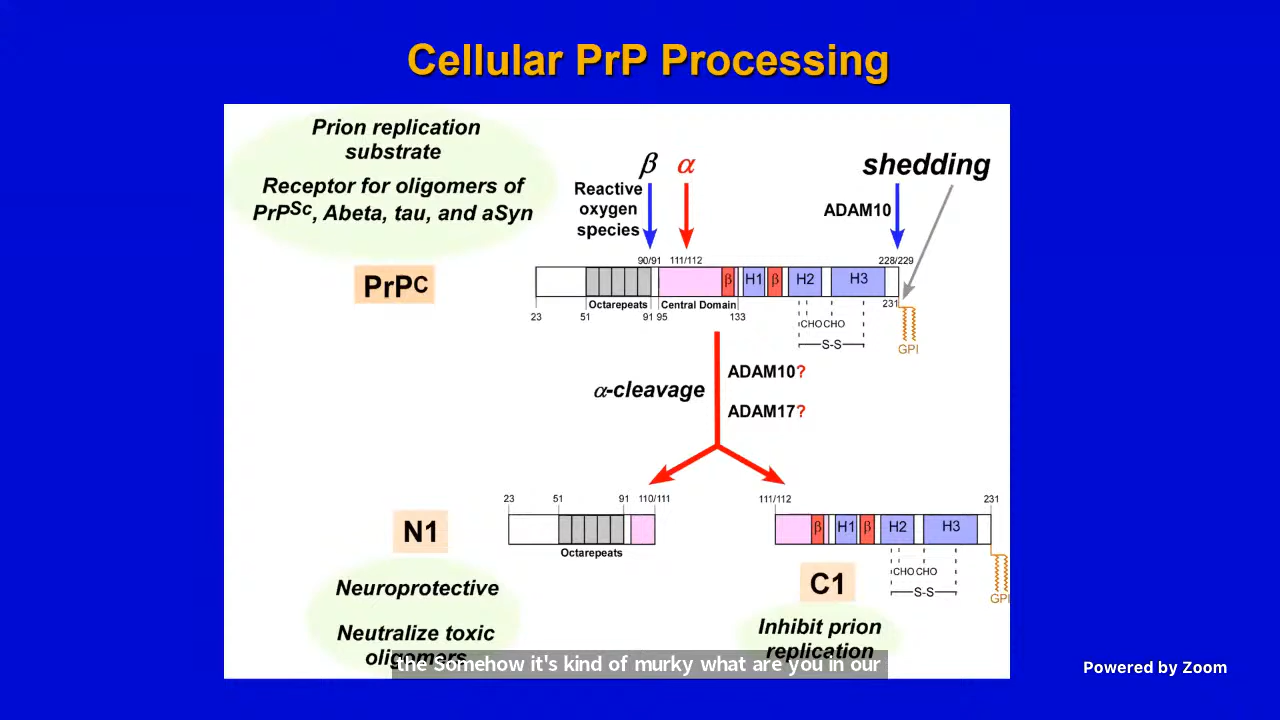 Cellular PrP Processing
Prion replication
substrate
Receptor for oligomers of
PrPSc, Abeta, tau, and aSyn
β
α
shedding
Reactive
oxygen
species
ADAM10
90/91
111/112
228/229
PrPC
β
H1
β
H2
H3
Octarepeats
Central Domain
231
23
51
91
95
133
CHO
CHO
S-S
GPI
α-cleavage
ADAM10?
ADAM17?
23
51
91
110/111
111/112
231
N1
β
H1
β
H2
H3
Octarepeats
CHO
CHO
S-S
GPI
C1
Neuroprotective
Neutralize toxic
oligomers
Inhibit prion
replication
the Somehow it's kind of murky what are you in our
Powered by Zoom